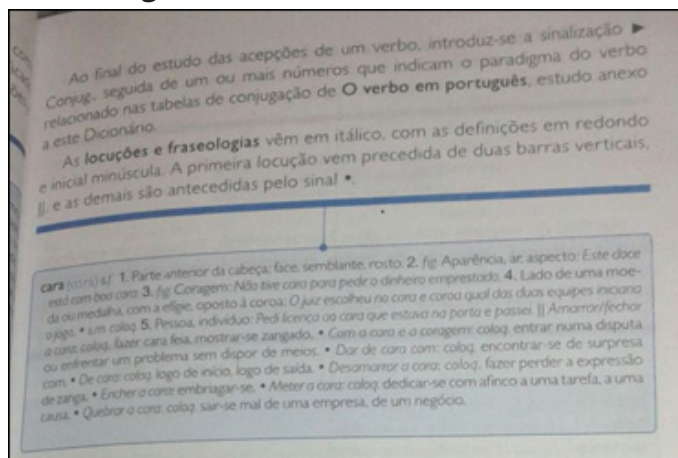 Ao final do estudo das acepções de um verbo, introduz-se a sinalização ►
Conjug., seguida de um ou mais números que indicam o paradigma do verbo
relacionado nas tabelas de conjugação de O verbo em português, estudo anexo
a este Dicionário.
As locuções e fraseologias vêm em itálico, com as definições em redondo
e inicial minúscula. A primeira locução vem precedida de duas barras verticais,
||, e as demais são antecedidas pelo sinal •.
cara (ca.ra) sf. 1. Parte anterior da cabeça; face, semblante, rosto. 2. fig. Aparência, ar, aspecto: Este doce
está com boa cara. 3. fig. Coragem: Não tive cara para pedir o dinheiro emprestado. 4. Lado de uma moe-
da ou medalha, com a efígie, oposto à coroa: O juiz escolheu na cara e coroa qual das duas equipes iniciaria
o jogo. • s.m. coloq. 5. Pessoa, indivíduo: Pedi licença ao cara que estava na porta e passei. || Amarrar/fechar
a cara: coloq. fazer cara feia, mostrar-se zangado. • Com a cara e a coragem: coloq. entrar numa disputa
ou enfrentar um problema sem dispor de meios. • Dar de cara com: coloq. encontrar-se de surpresa
com. • De cara: coloq. logo de início, logo de saída. • Desamarrar a cara: coloq. fazer perder a expressão
de zanga. • Encher a cara: embriagar-se. • Meter a cara: coloq. dedicar-se com afinco a uma tarefa, a uma
causa. • Quebrar a cara: coloq. sair-se mal de uma empresa, de um negócio.